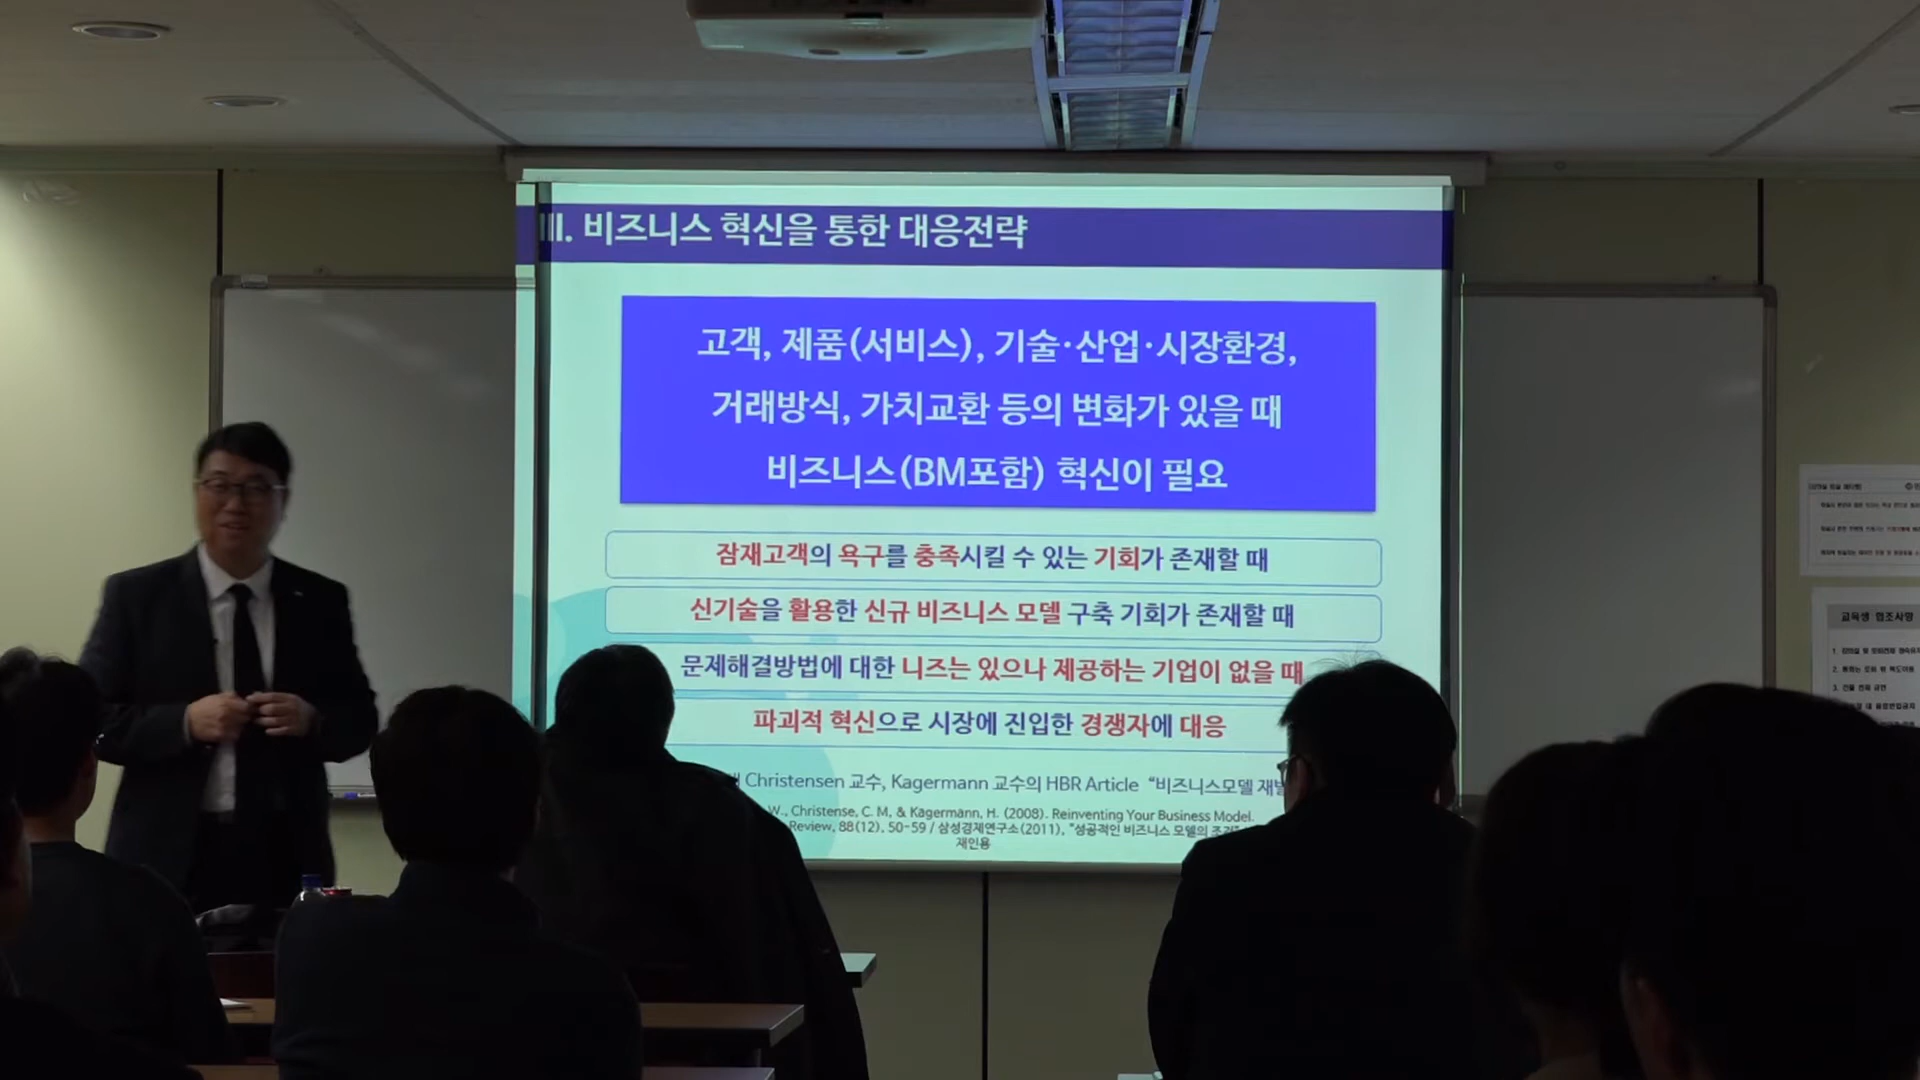 III. 비즈니스 혁신을 통한 대응전략
고객, 제품(서비스), 기술·산업·시장환경,
거래방식, 가치교환 등의 변화가 있을 때
비즈니스(BM포함) 혁신이 필요
잠재고객의 욕구를 충족시킬 수 있는 기회가 존재할 때
신기술을 활용한 신규 비즈니스 모델 구축 기회가 존재할 때
문제해결방법에 대한 니즈는 있으나 제공하는 기업이 없을 때
파괴적 혁신으로 시장에 진입한 경쟁자에 대응
Christensen 교수, Kagermann 교수의 HBR Article “비즈니스모델
W., Christense, C. M, & Kagermann, H. (2008). Reinventing Your Business Model.
Review, 88(12), 50-59 / 삼성경제연구소(2011), "성공적인 비즈니스 모델의 조건"
재인용
교육생 협조사항